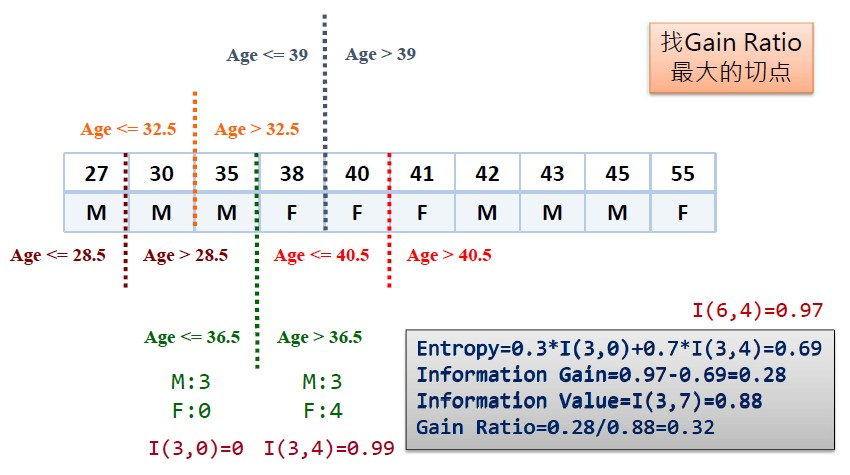 找Gain Ratio
最大的切点
Age <= 39 Age > 39
Age <= 32.5 Age > 32.5
27 30 35 38 40 41 42 43 45 55
M M M F F F M M M F
Age <= 28.5 Age > 28.5 Age <= 40.5 Age > 40.5
I(6,4)=0.97
Age <= 36.5 Age > 36.5
M:3 M:3
F:0 F:4
I(3,0)=0 I(3,4)=0.99
Entropy=0.3*I(3,0)+0.7*I(3,4)=0.69
Information Gain=0.97-0.69=0.28
Information Value=I(3,7)=0.88
Gain Ratio=0.28/0.88=0.32